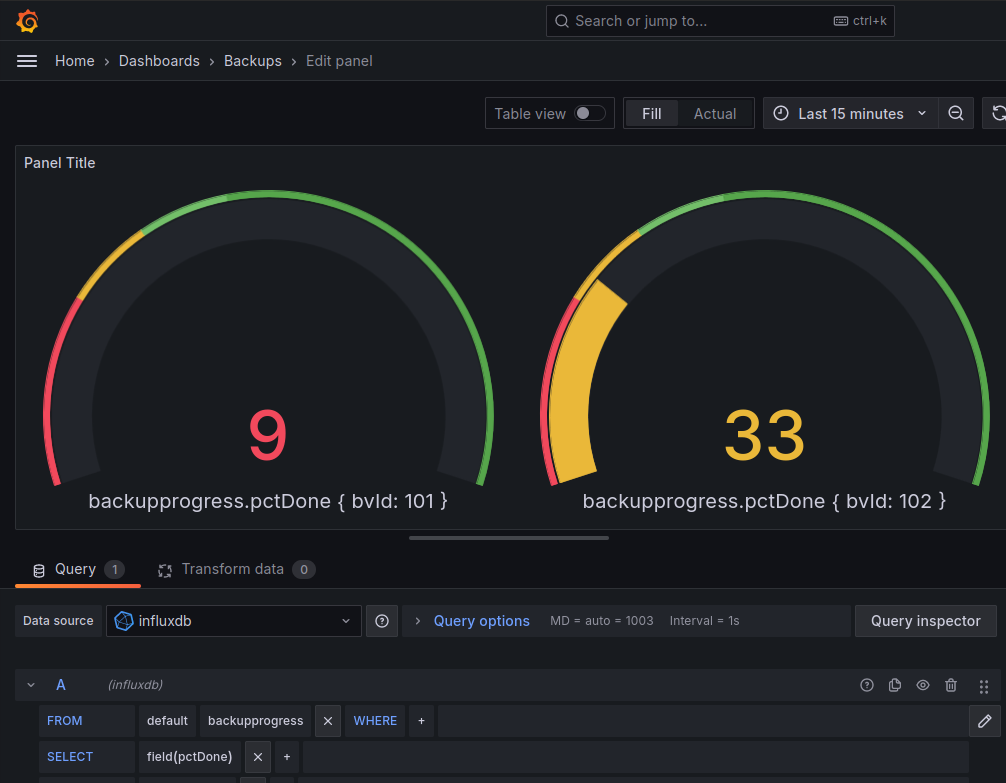 Search or jump to... ctrl+k
Home › Dashboards › Backups › Edit panel
Table view Fill Actual Last 15 minutes
Panel Title
9 33
backupprogress.pctDone { bvId: 101 } backupprogress.pctDone { bvId: 102 }
Query 1 Transform data 0
Data source influxdb Query options MD = auto = 1003 Interval = 1s Query inspector
A (influxdb)
FROM default backupprogress WHERE +
SELECT field(pctDone) +